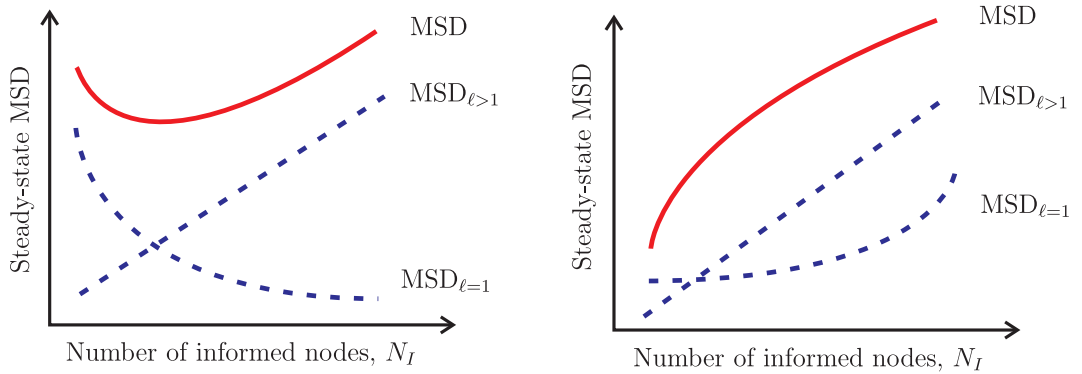 Steady-state MSD
MSD
MSD_{ℓ>1}
MSD_{ℓ=1}
Number of informed nodes, N_I
Steady-state MSD
MSD
MSD_{ℓ>1}
MSD_{ℓ=1}
Number of informed nodes, N_I